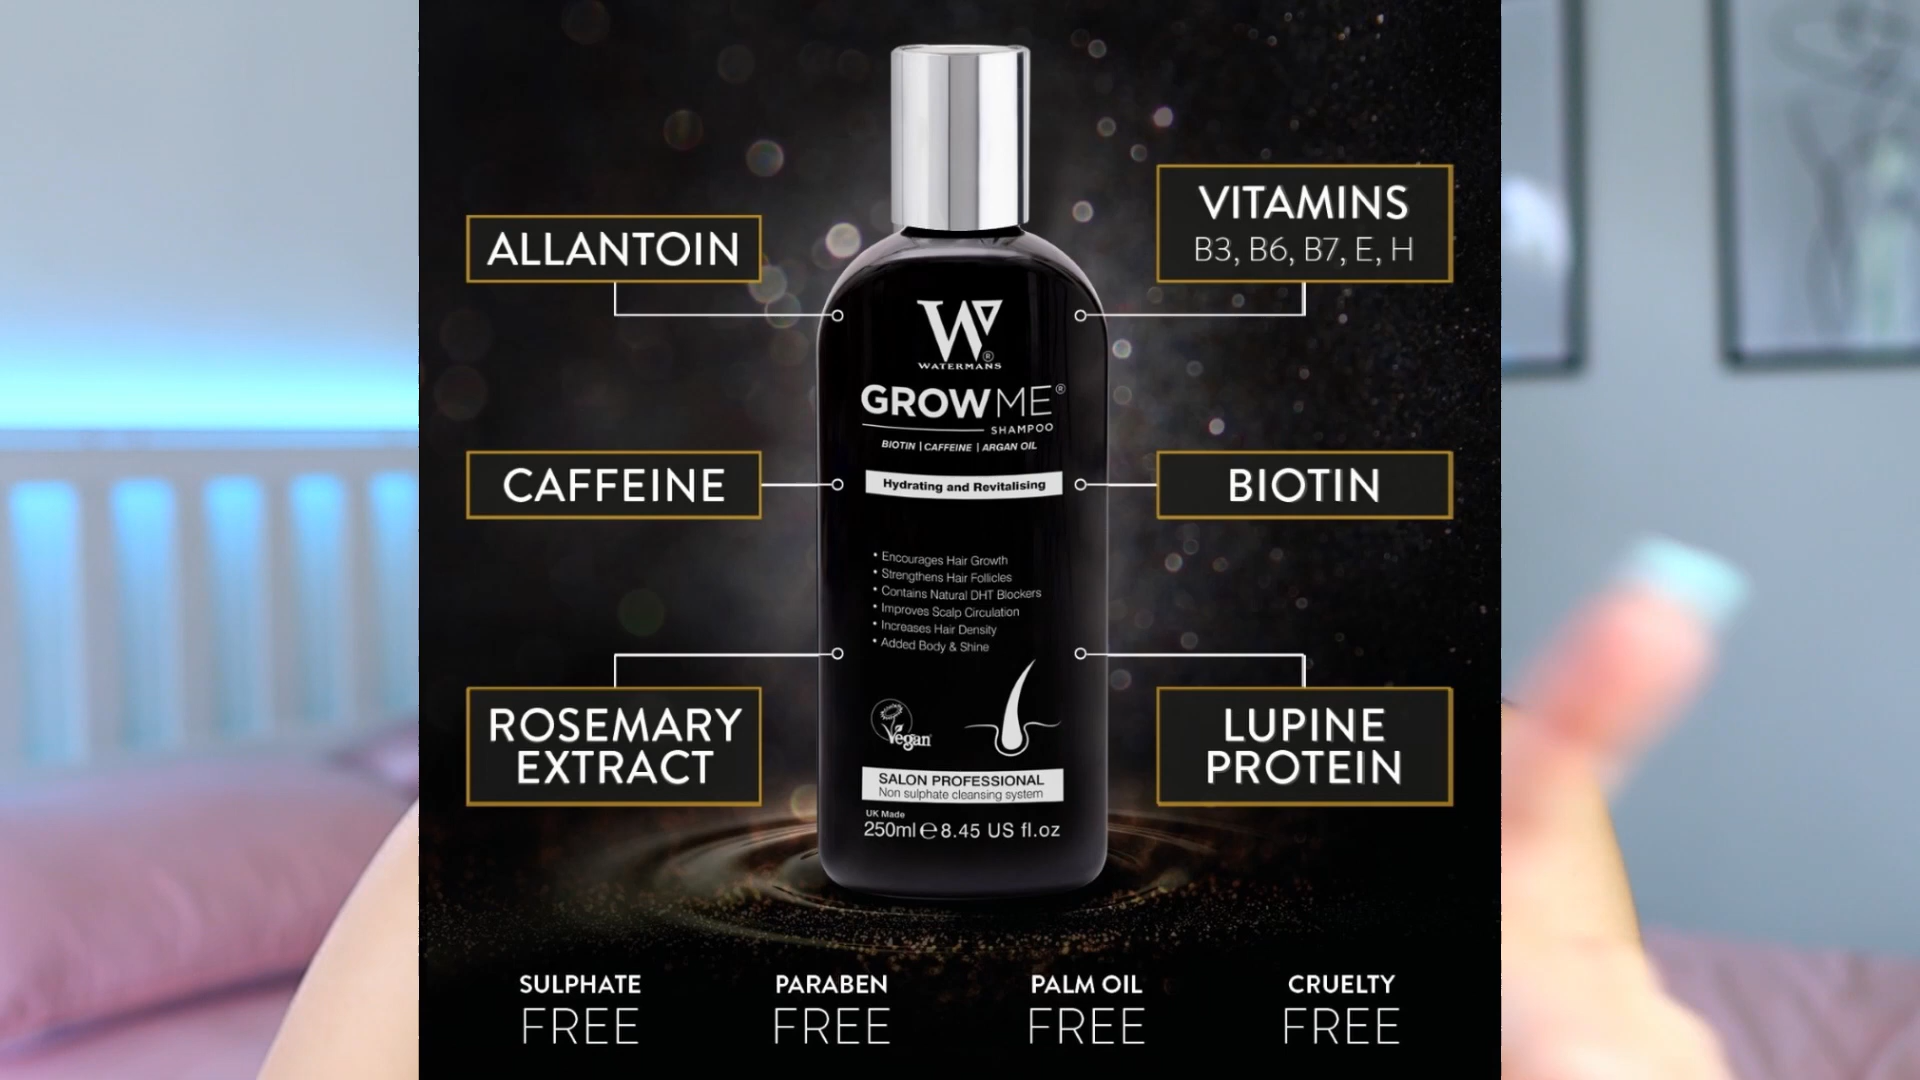 ALLANTOIN
VITAMINS
B3, B6, B7, E, H
CAFFEINE
BIOTIN
ROSEMARY
EXTRACT
LUPINE
PROTEIN
W®
WATERMANS
GROWME®
SHAMPOO
BIOTIN | CAFFEINE | ARGAN OIL
Hydrating and Revitalising
• Encourages Hair Growth
• Strengthens Hair Follicles
• Contains Natural DHT Blockers
• Improves Scalp Circulation
• Increases Hair Density
• Added Body & Shine
Vegan
SALON PROFESSIONAL
Non sulphate cleansing system
UK Made
250ml℮8.45 US fl.oz
SULPHATE
FREE
PARABEN
FREE
PALM OIL
FREE
CRUELTY
FREE